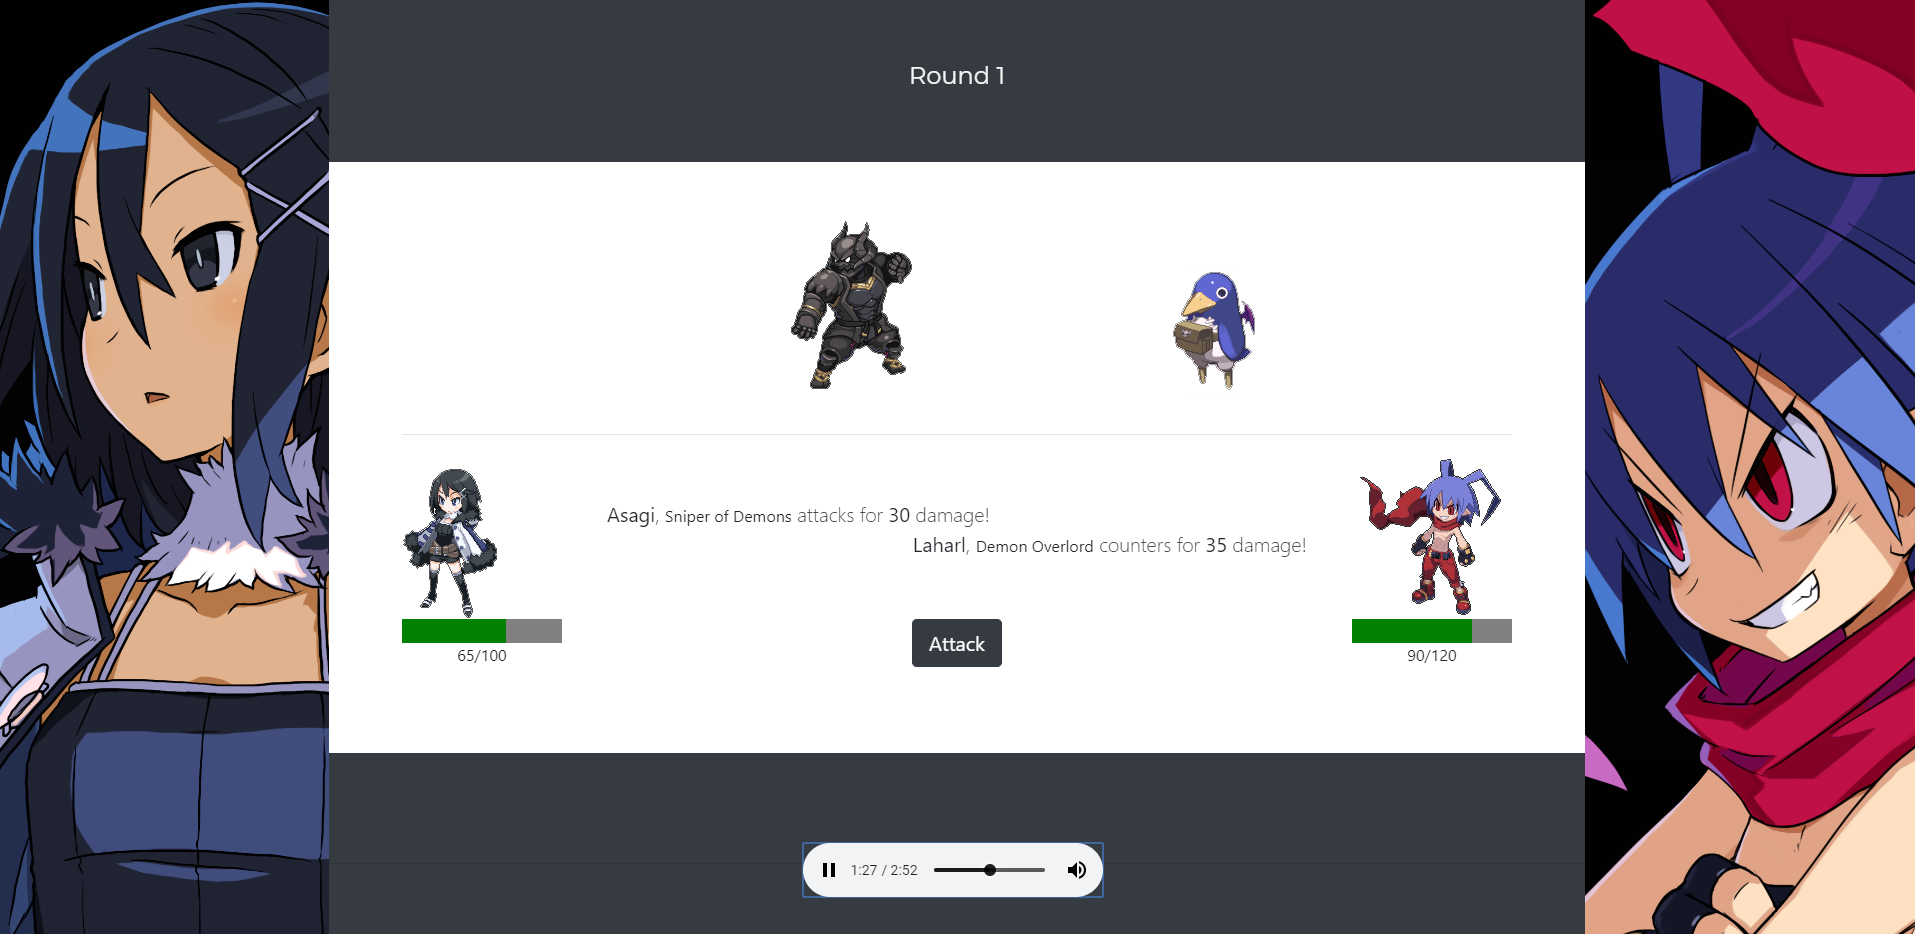 Round 1
Asagi, Sniper of Demons attacks for 30 damage!
Laharl, Demon Overlord counters for 35 damage!
Attack
65/100
90/120
1:27 / 2:52